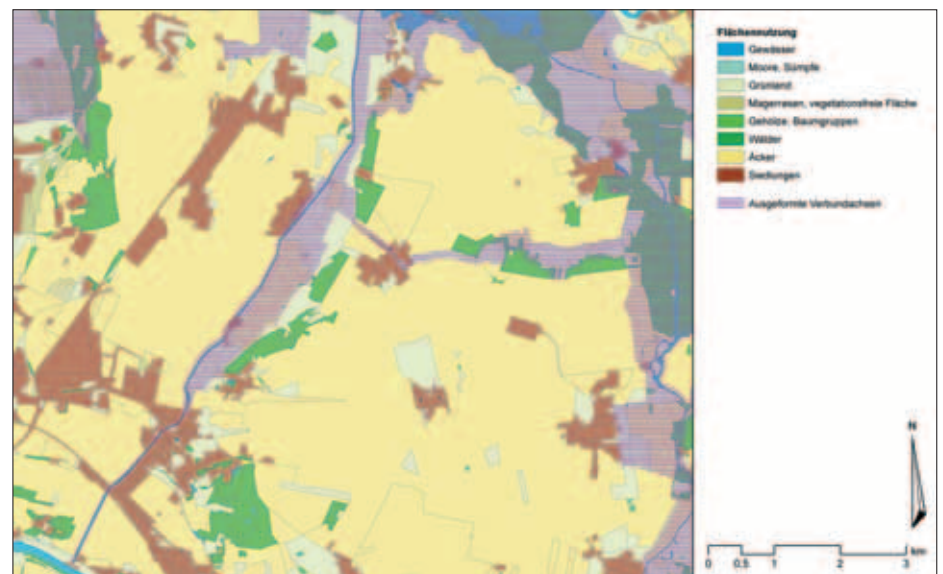 Flächennutzung
Gewässer
Moore, Sümpfe
Grünland
Magerrasen, vegetationsfreie Fläche
Gehölze, Baumgruppen
Wälder
Äcker
Siedlungen
Ausgeformte Verbundachsen
N
km
0 0.5 1 2 3